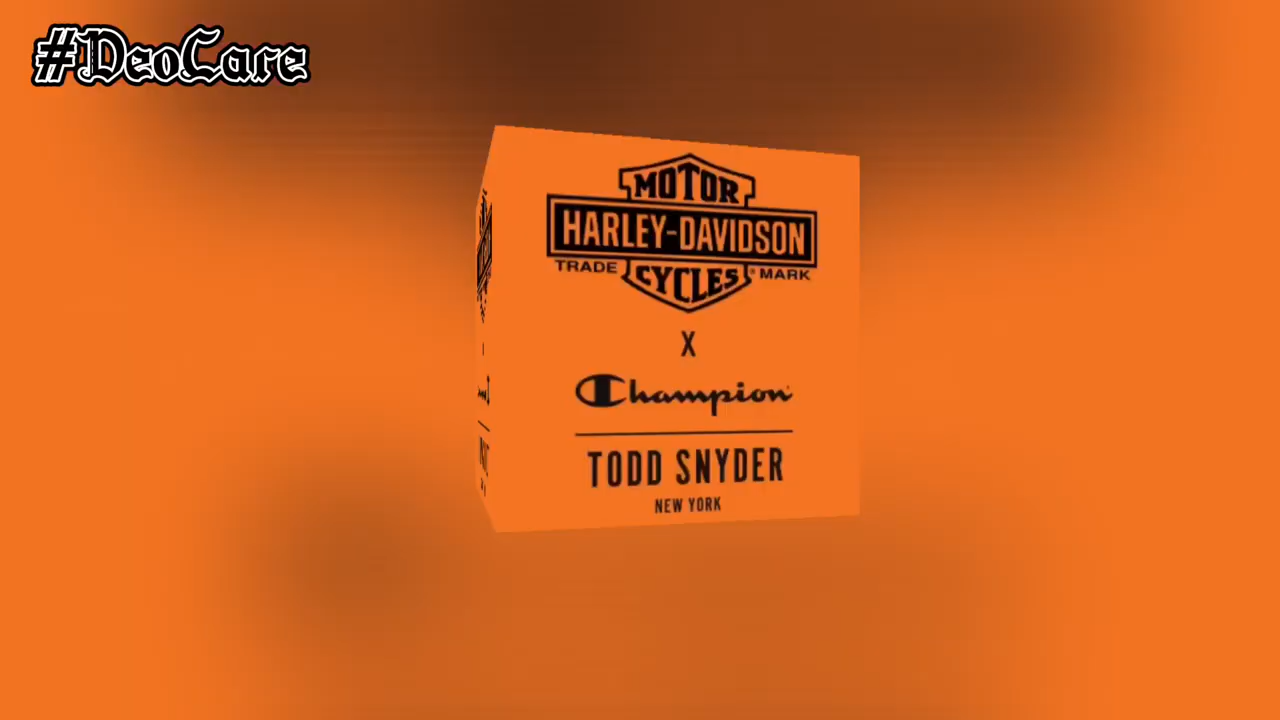 #DeoCare
MOTOR
HARLEY-DAVIDSON
TRADE MARK
CYCLES
X
Champion
TODD SNYDER
NEW YORK